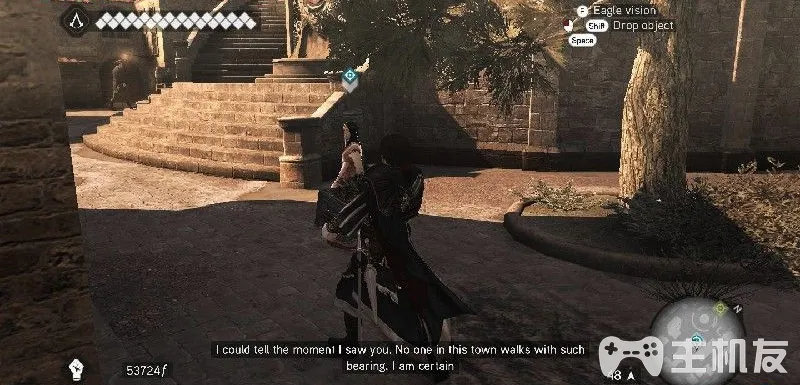 E Eagle vision
Shift Drop object
Space
I could tell the moment I saw you. No one in this town walks with such
bearing. I am certain
53724ƒ
N
48
主机友